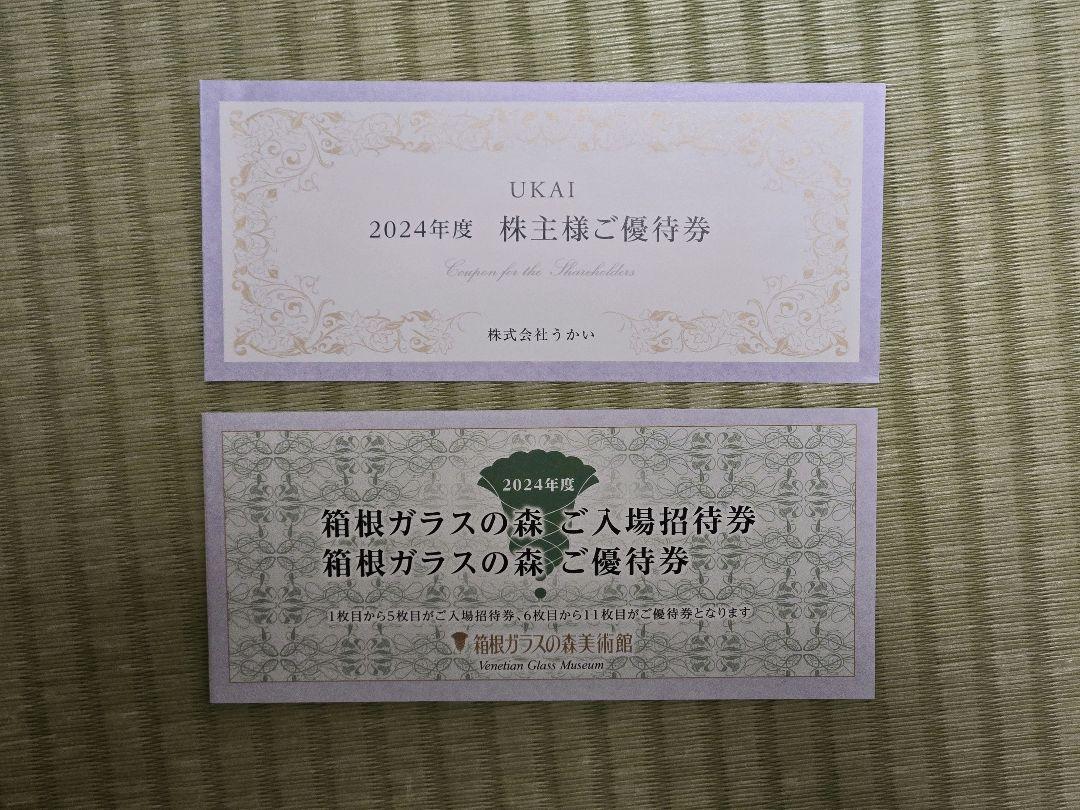 UKAI
2024年度 株主様ご優待券
Coupon for the Shareholders
株式会社うかい
2024年度
箱根ガラスの森 ご入場招待券
箱根ガラスの森 ご優待券
1枚目から5枚目がご入場招待券、6枚目から11枚目がご優待券となります
箱根ガラスの森美術館
Venetian Glass Museum